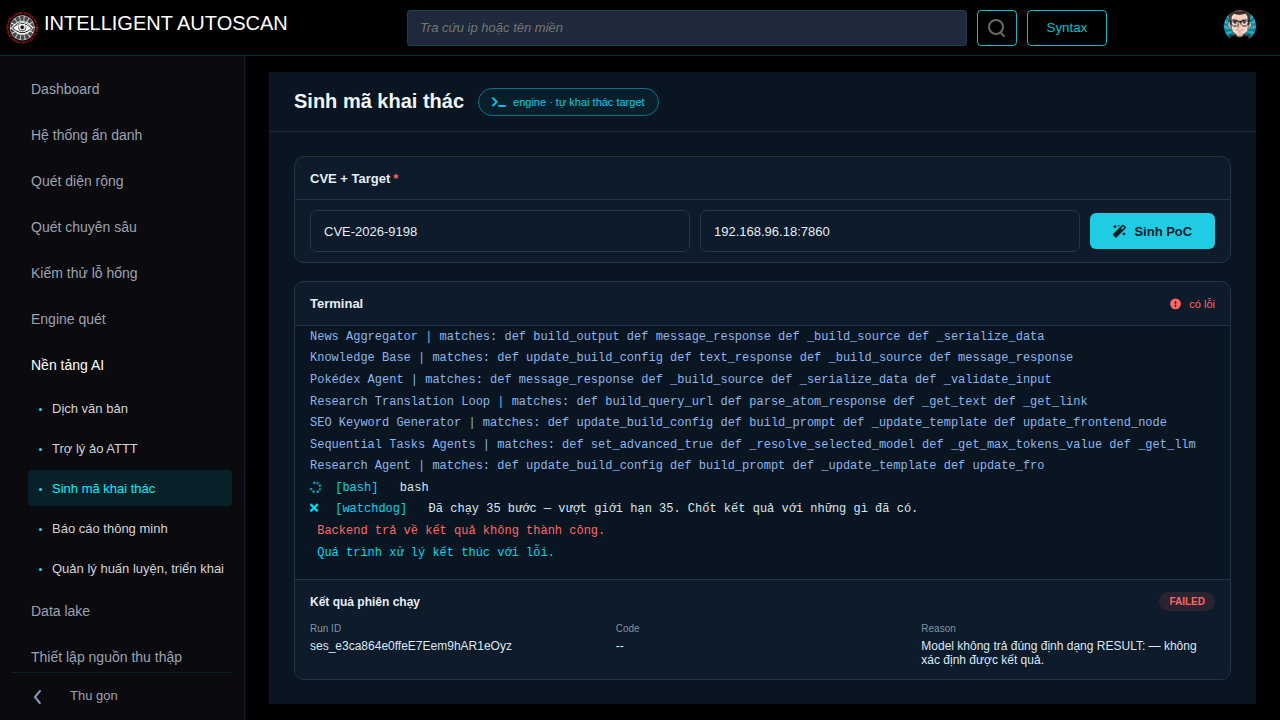 INTELLIGENT AUTOSCAN
Tra cứu ip hoặc tên miền
Syntax
Dashboard
Hệ thống ẩn danh
Quét diện rộng
Quét chuyên sâu
Kiểm thử lỗ hổng
Engine quét
Nền tảng AI
Dịch văn bản
Trợ lý ảo ATTT
Sinh mã khai thác
Báo cáo thông minh
Quản lý huấn luyện, triển khai
Data lake
Thiết lập nguồn thu thập
Thu gọn
Sinh mã khai thác
engine · tự khai thác target
CVE + Target *
CVE-2026-9198
192.168.96.18:7860
Sinh PoC
Terminal
có lỗi
News Aggregator | matches: def build_output def message_response def _build_source def _serialize_data
Knowledge Base | matches: def update_build_config def text_response def _build_source def message_response
Pokédex Agent | matches: def message_response def _build_source def _serialize_data def _validate_input
Research Translation Loop | matches: def build_query_url def parse_atom_response def _get_text def _get_link
SEO Keyword Generator | matches: def update_build_config def build_prompt def _update_template def update_frontend_node
Sequential Tasks Agents | matches: def set_advanced_true def _resolve_selected_model def _get_max_tokens_value def _get_llm
Research Agent | matches: def update_build_config def build_prompt def _update_template def update_fro
[bash] bash
[watchdog] Đã chạy 35 bước — vượt giới hạn 35. Chốt kết quả với những gì đã có.
Backend trả về kết quả không thành công.
Quá trình xử lý kết thúc với lỗi.
Kết quả phiên chạy
FAILED
Run ID
ses_e3ca864e0ffeE7Eem9hAR1eOyz
Code
--
Reason
Model không trả đúng định dạng RESULT: — không
xác định được kết quả.